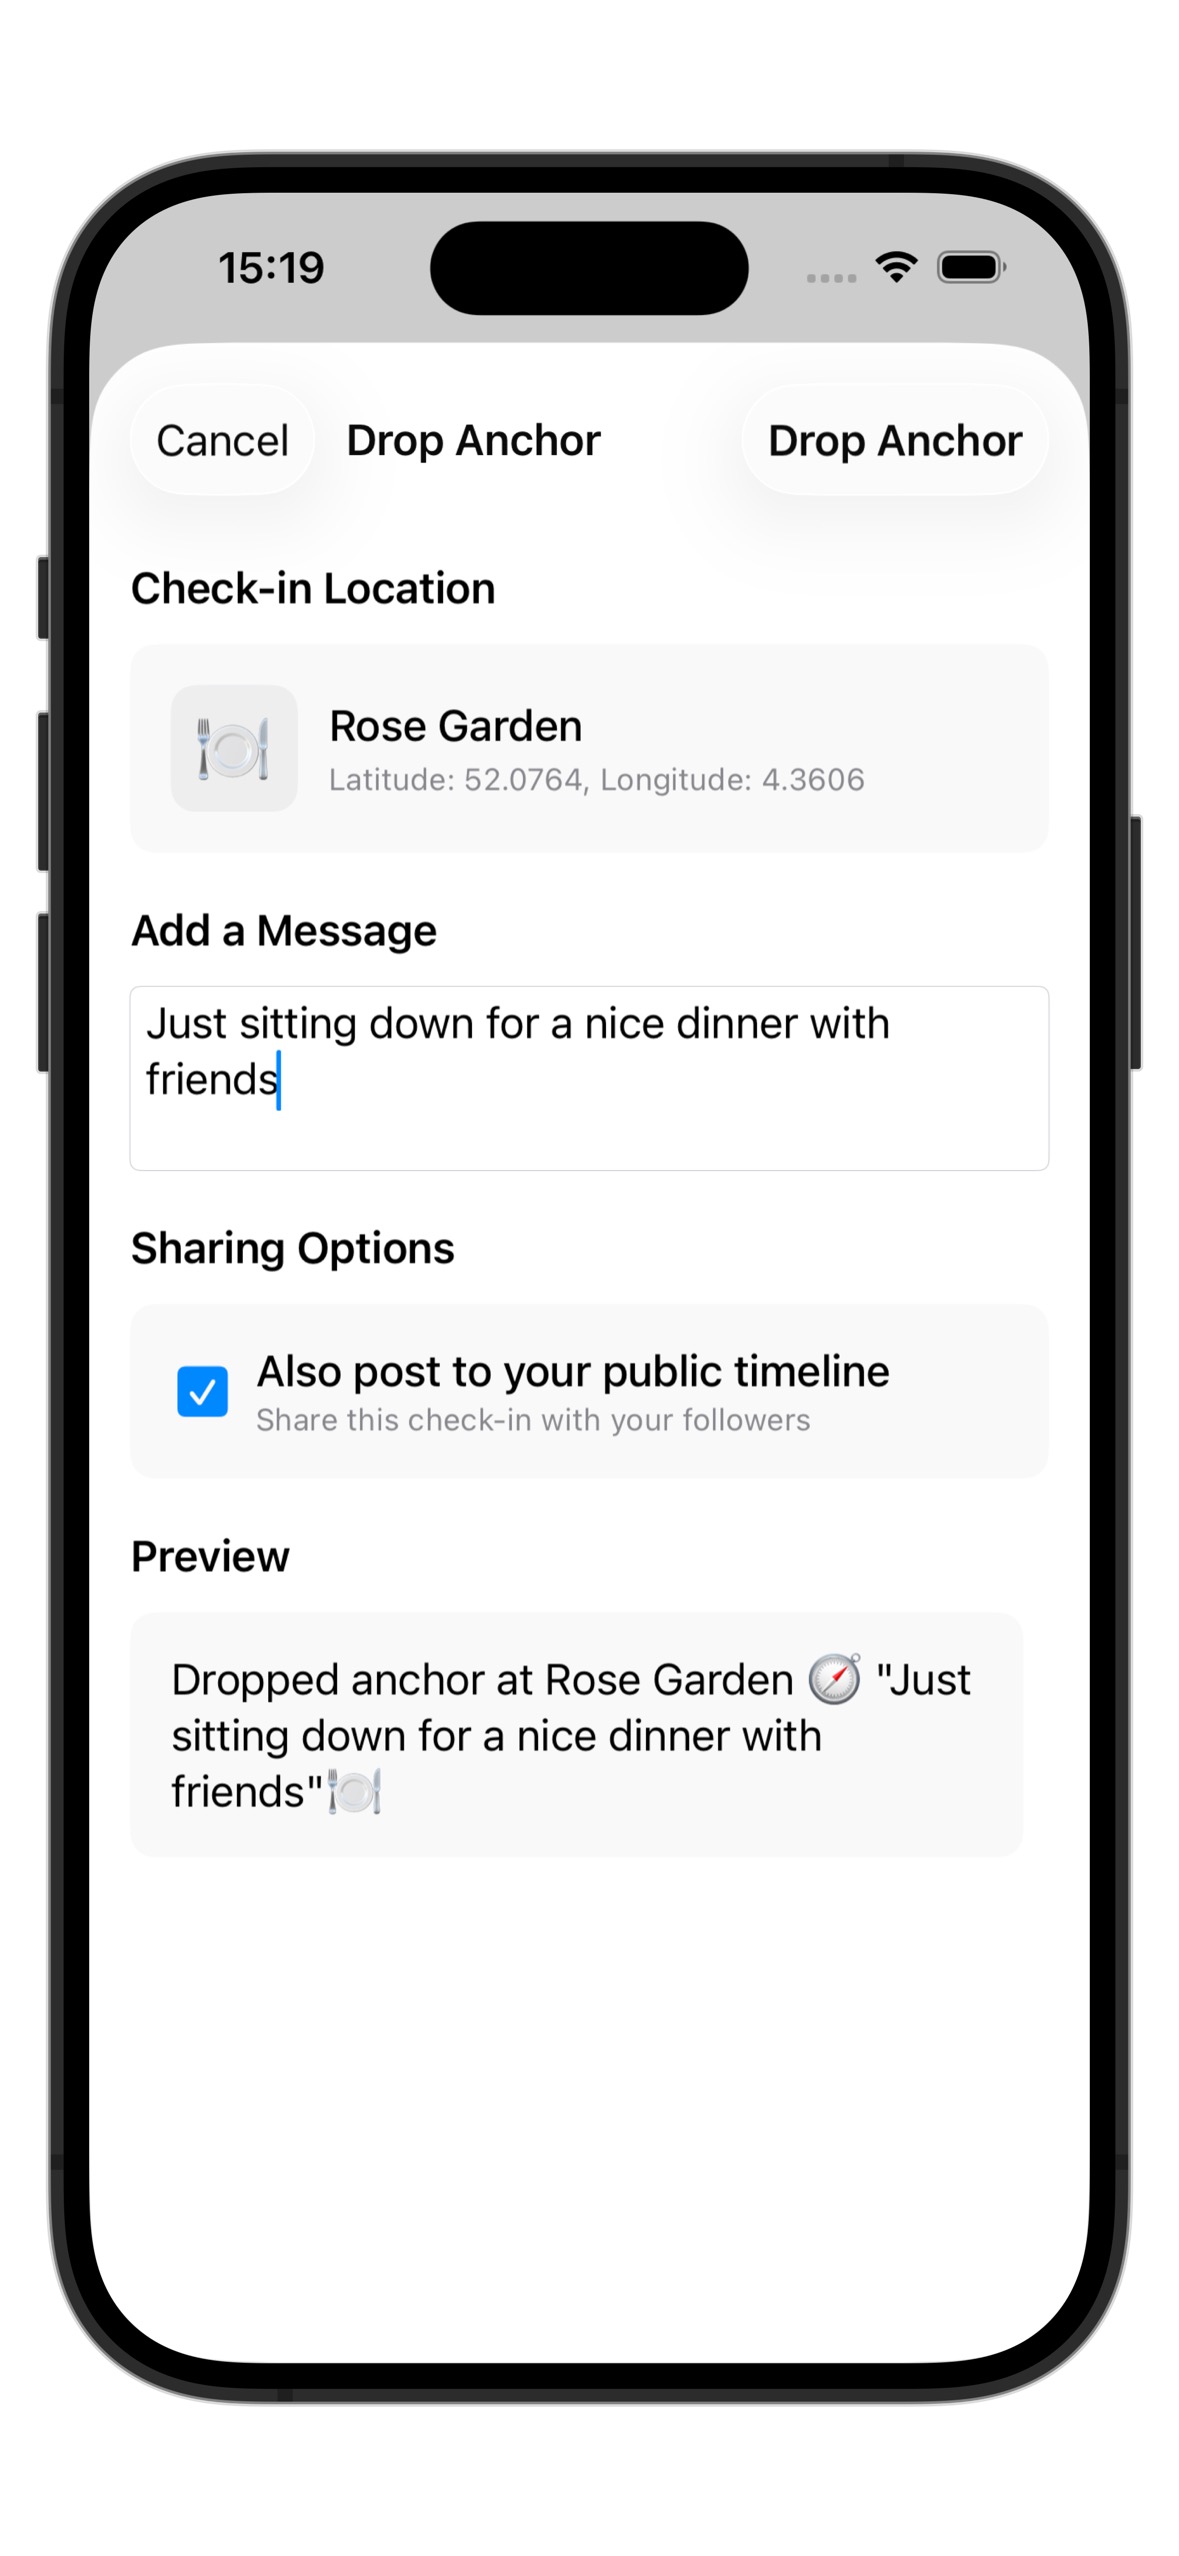 15:19
Cancel Drop Anchor Drop Anchor
Check-in Location
Rose Garden
Latitude: 52.0764, Longitude: 4.3606
Add a Message
Just sitting down for a nice dinner with
friends
Sharing Options
Also post to your public timeline
Share this check-in with your followers
Preview
Dropped anchor at Rose Garden 🧭 "Just
sitting down for a nice dinner with
friends"🍽️